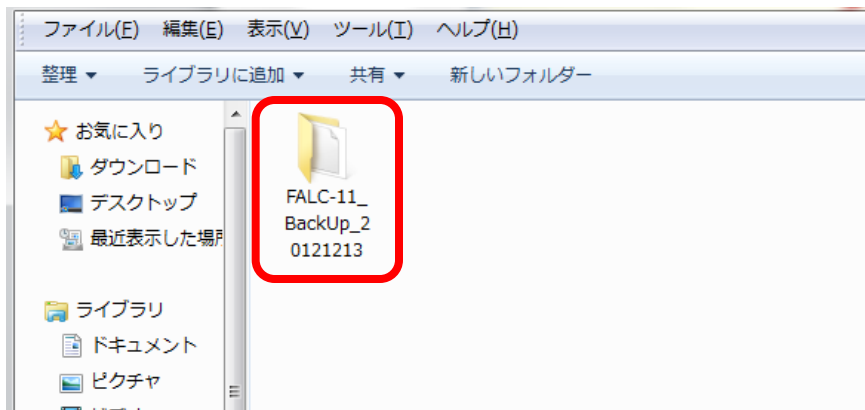 ファイル(F) 編集(E) 表示(V) ツール(T) ヘルプ(H)
整理 ▼ ライブラリに追加 ▼ 共有 ▼ 新しいフォルダー
お気に入り
ダウンロード
デスクトップ
最近表示した場所
ライブラリ
ドキュメント
ピクチャ
FALC-11_
BackUp_2
0121213